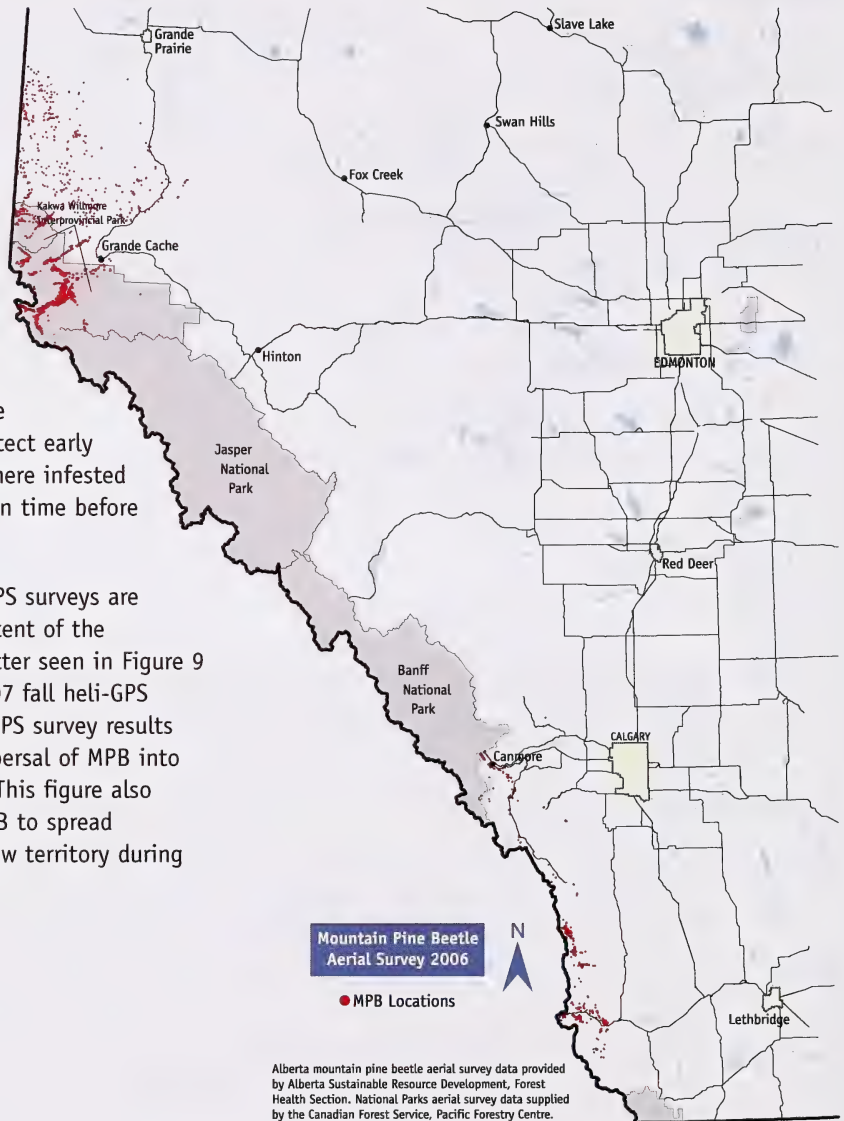 Slave Lake
Grande
Prairie
Swan Hills
Fox Creek
Kakwa Willmore
Interprovincial Park
Grande Cache
EDMONTON
Hinton
e
tect early
here infested
n time before
Jasper
National
Park
PS surveys are
tent of the
tter seen in Figure 9
07 fall heli-GPS
PS survey results
persal of MPB into
This figure also
B to spread
w territory during
Red Deer
Banff
National
Park
Canmore
CALGARY
Mountain Pine Beetle
Aerial Survey 2006
N
MPB Locations
Lethbridge
Alberta mountain pine beetle aerial survey data provided
by Alberta Sustainable Resource Development, Forest
Health Section. National Parks aerial survey data supplied
by the Canadian Forest Service, Pacific Forestry Centre.